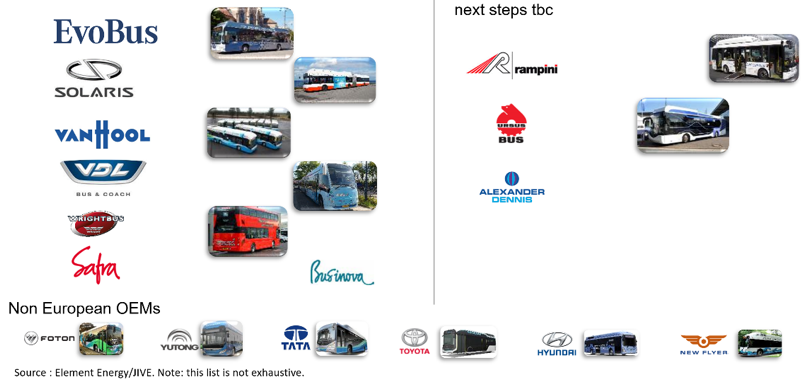 next steps tbc
EvoBus
SOLARIS
VANHOOL
VDL
BUS & COACH
WRIGHTBUS
Safra
Businova
rampini
URSUS
BUS
ALEXANDER
DENNIS
Non European OEMs
FOTON
YUTONG
TATA
TOYOTA
HYUNDAI
NEW FLYER
Source : Element Energy/JIVE. Note: this list is not exhaustive.